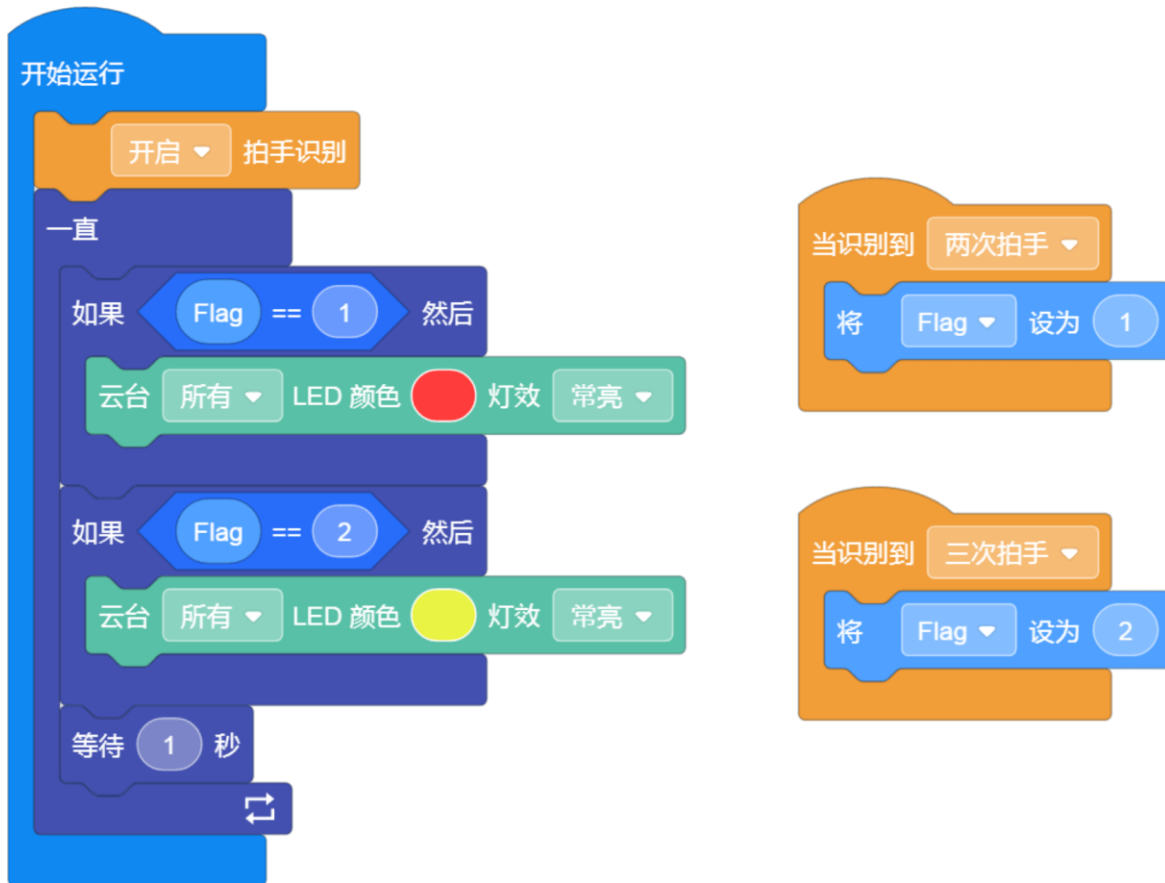 开始运行
开启 拍手识别
一直
如果 Flag == 1 然后
云台 所有 LED 颜色 灯效 常亮
如果 Flag == 2 然后
云台 所有 LED 颜色 灯效 常亮
等待 1 秒
当识别到 两次拍手
将 Flag 设为 1
当识别到 三次拍手
将 Flag 设为 2